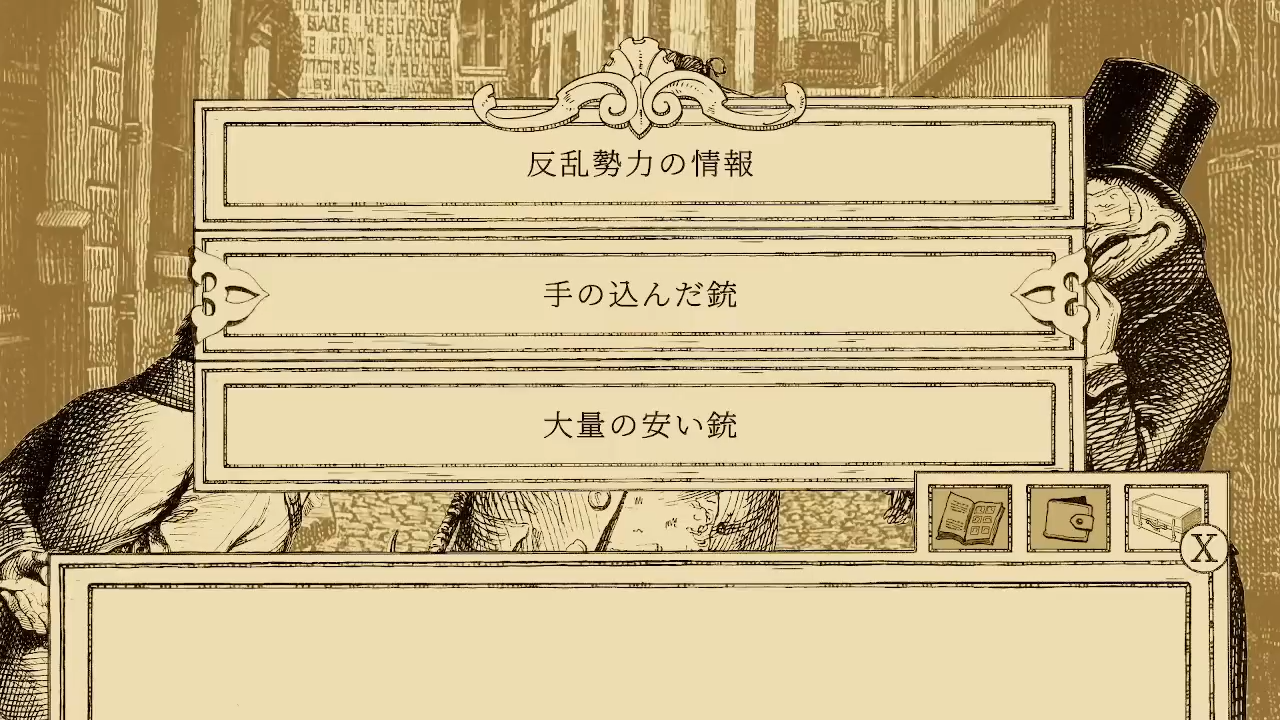 反乱勢力の情報
手の込んだ銃
大量の安い銃
X